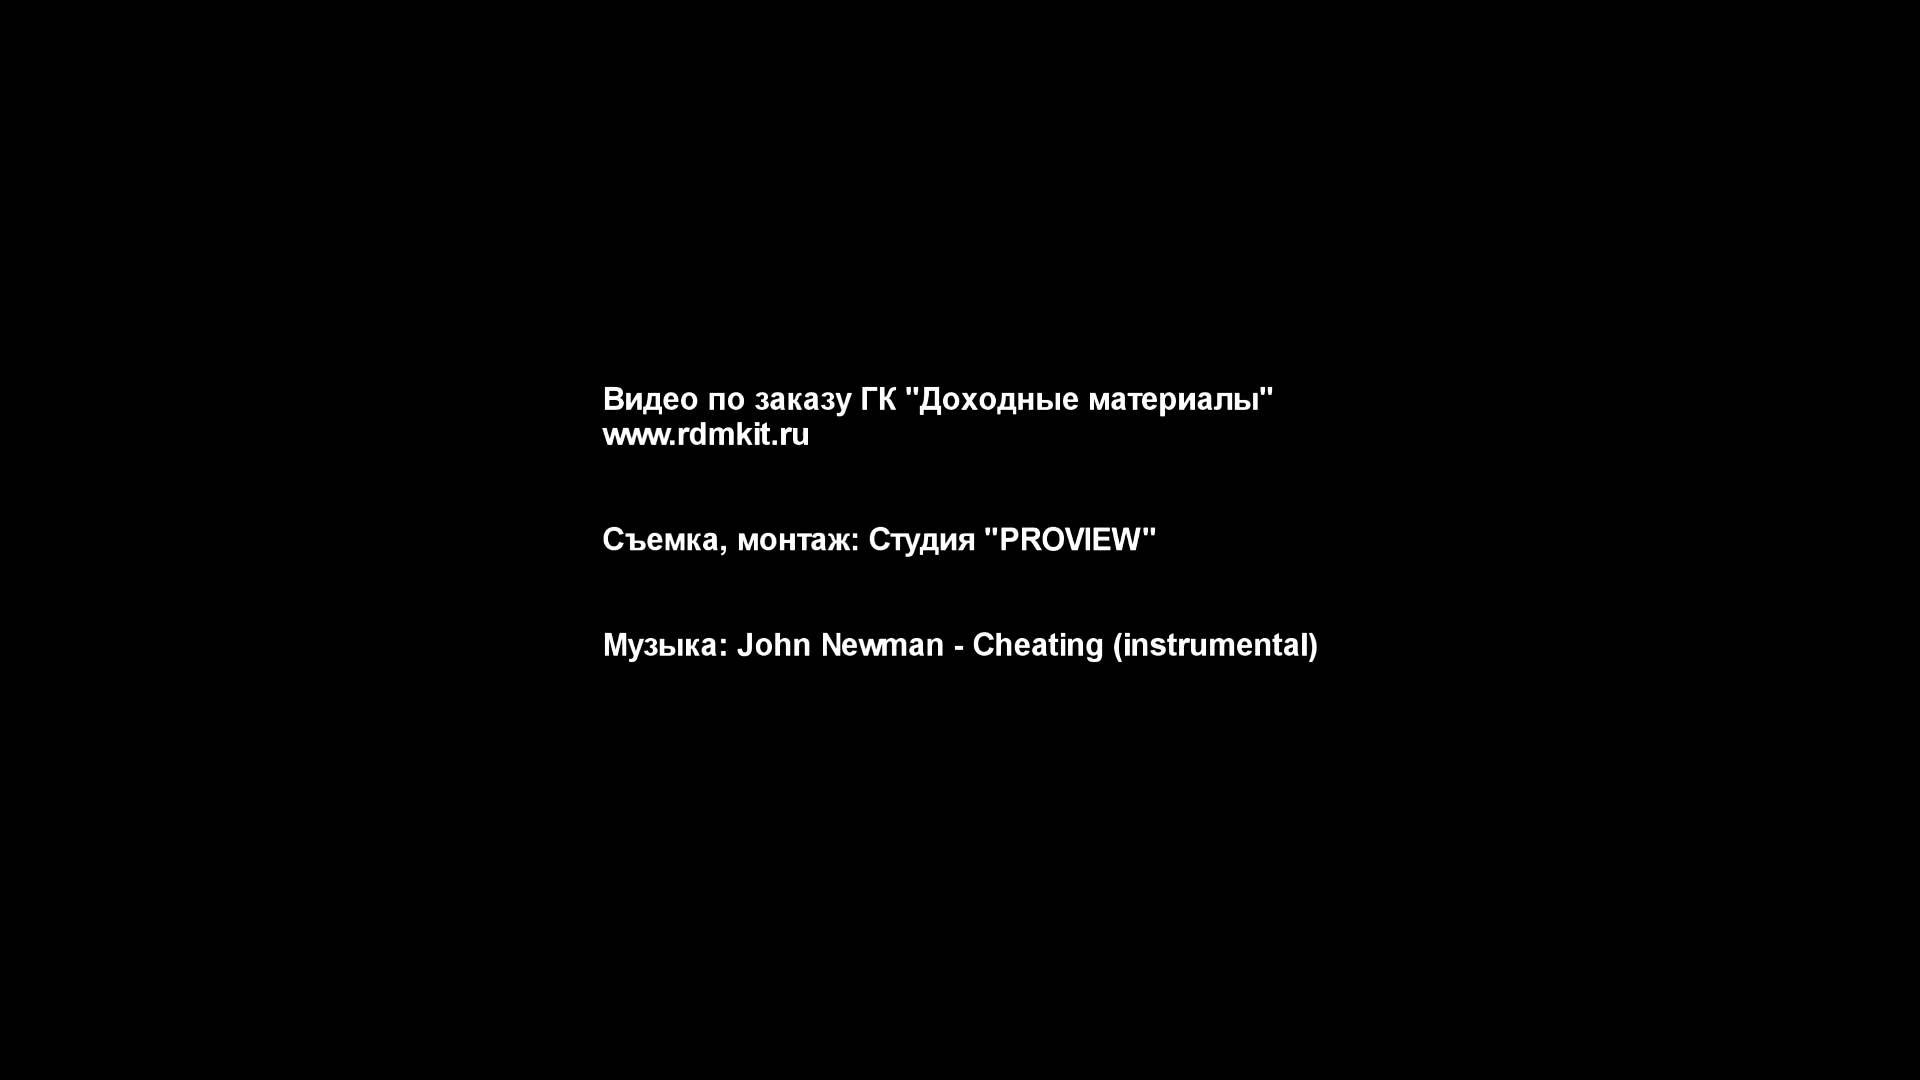 Видео по заказу ГК "Доходные материалы"
www.rdmkit.ru
Съемка, монтаж: Студия "PROVIEW"
Музыка: John Newman - Cheating (instrumental)